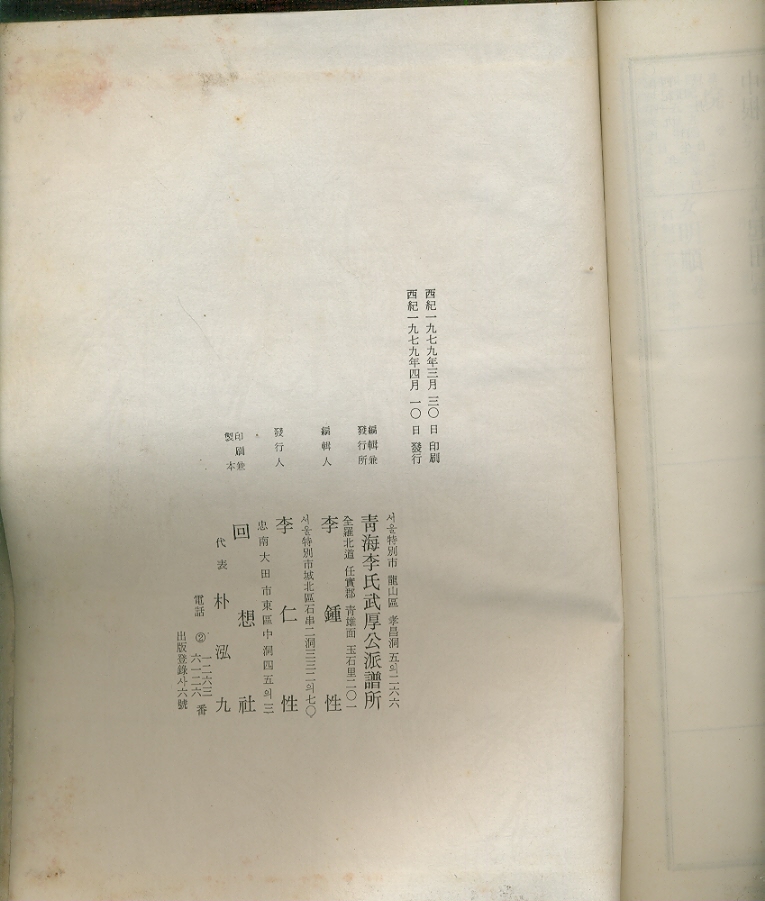 西紀一九七九年三月三〇日 印刷
西紀一九七九年四月一〇日 發行
서울特別市 龍山區 孝昌洞 五의二六六
編輯兼
發行所
靑海李氏武厚公派譜所
全羅北道 任實郡 靑雄面 玉石里二〇一
編輯人 李鍾性
서울特別市城北區石串二洞三三二의七〇
發行人 李仁性
忠南大田市東區中洞四五의三
印刷兼
製本
回想社
代表 朴泓九
電話 ② 一二六三
六一二六 番
出版登錄사六號